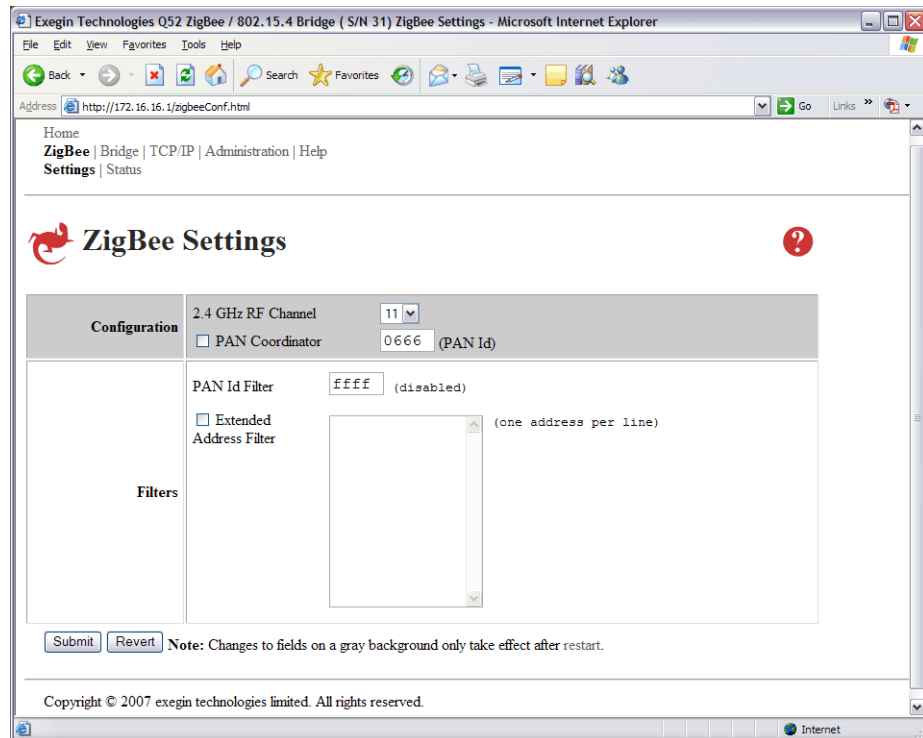 Exegin Technologies Q52 ZigBee / 802.15.4 Bridge ( S/N 31) ZigBee Settings - Microsoft Internet Explorer
File Edit View Favorites Tools Help
Back Search Favorites
Address http://172.16.16.1/zigbeeConf.html Go Links »
Home
ZigBee | Bridge | TCP/IP | Administration | Help
Settings | Status
ZigBee Settings ?
2.4 GHz RF Channel 11
Configuration
PAN Coordinator 0666 (PAN Id)
PAN Id Filter ffff (disabled)
Extended (one address per line)
Address Filter
Filters
Submit Revert Note: Changes to fields on a gray background only take effect after restart.
Copyright © 2007 exegin technologies limited. All rights reserved.
Internet